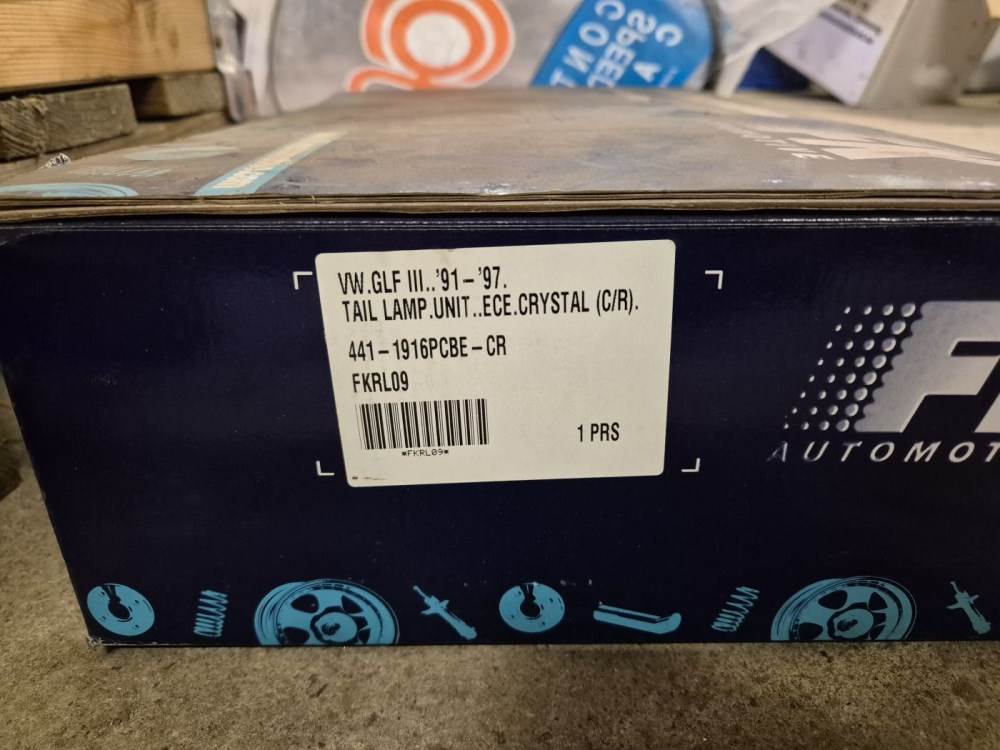 VW.GLF III..'91-'97.
TAIL LAMP.UNIT..ECE.CRYSTAL (C/R).
441-1916PCBE-CR
FKRL09
*FKRL09*
1 PRS
AUTOMOT